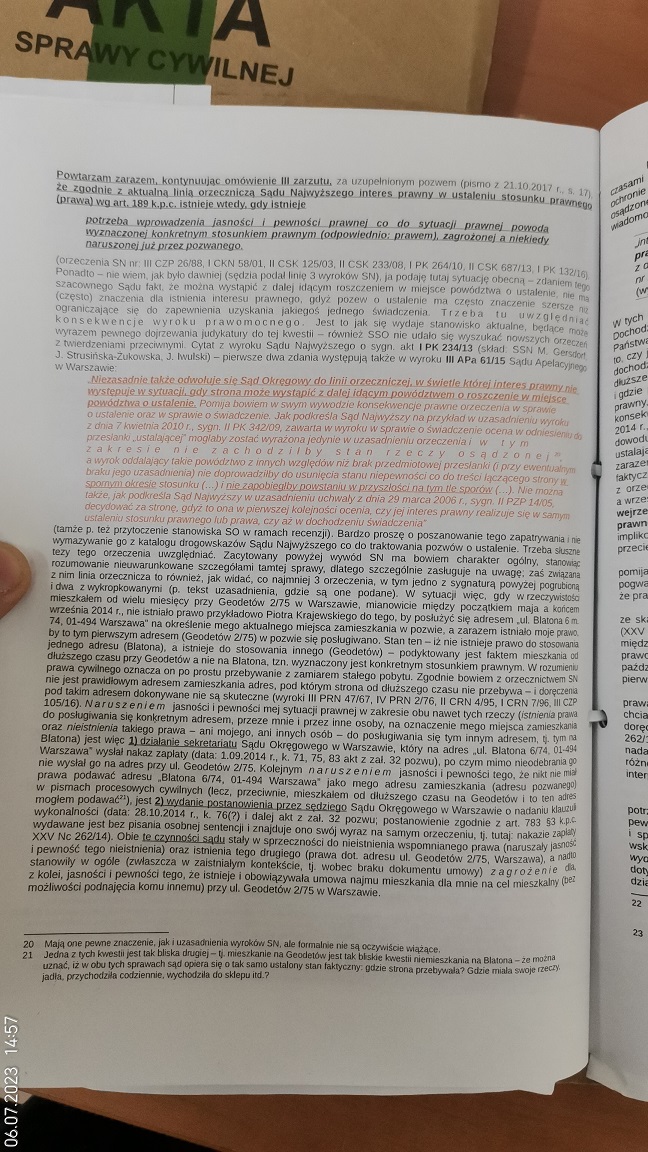 AKTA
SPRAWY CYWILNEJ
Powtarzam zarazem, kontynuując omówienie III zarzutu, za uzupełnionym pozwem (pismo z 21.10.2017 r., s. 17),
że zgodnie z aktualną linią orzeczniczą Sądu Najwyższego interes prawny w ustaleniu stosunku prawnego
(prawa) wg art. 189 k.p.c. istnieje wtedy, gdy istnieje
potrzeba wprowadzenia jasności i pewności prawnej co do sytuacji prawnej powoda
wyznaczonej konkretnym stosunkiem prawnym (odpowiednio: prawem), zagrożonej a niekiedy
naruszonej już przez pozwanego.
(orzeczenia SN nr: III CZP 26/88, I CKN 58/01, II CSK 125/03, II CSK 233/08, I PK 264/10, II CSK 687/13, I PK 132/16)
Ponadto – nie wiem, jak było dawniej (sędzia podał linię 3 wyroków SN), ja podaję tutaj sytuację obecną – zdaniem tego
szacownego Sądu fakt, że można wystąpić z dalej idącym roszczeniem w miejsce powództwa o ustalenie, nie ma
(często) znaczenia dla istnienia interesu prawnego, gdyż pozew o ustalenie ma często znaczenie szersze niż
ograniczające się do zapewnienia uzyskania jakiegoś jednego świadczenia. Trzeba tu uwzględniać
konsekwencje wyroku prawomocnego. Jest to jak się wydaje stanowisko aktualne, będące może
wyrazem pewnego dojrzewania judykatury do tej kwestii – również SSO nie udało się wyszukać nowszych orzeczeń
z twierdzeniami przeciwnymi. Cytat z wyroku Sądu Najwyższego o sygn. akt I PK 234/13 (skład: SSN M. Gersdorf,
J. Strusińska-Żukowska, J. Iwulski) – pierwsze dwa zdania występują także w wyroku III APa 61/15 Sądu Apelacyjnego
w Warszawie:
„Niezasadnie także odwołuje się Sąd Okręgowy do linii orzeczniczej, w świetle której interes prawny nie
występuje w sytuacji, gdy strona może wystąpić z dalej idącym powództwem o roszczenie w miejsce
powództwa o ustalenie. Pomija bowiem w swym wywodzie konsekwencje prawne orzeczenia w sprawie
o ustalenie oraz w sprawie o świadczenie. Jak podkreśla Sąd Najwyższy na przykład w uzasadnieniu wyroku
z dnia 7 kwietnia 2010 r., sygn. II PK 342/09, zawarta w wyroku w sprawie o świadczenie ocena w odniesieniu do
przesłanki „ustalającej” mogłaby zostać wyrażona jedynie w uzasadnieniu orzeczenia i w tym
zakresie nie zachodziłby stan rzeczy osądzonej 20,
a wyrok oddalający takie powództwo z innych względów niż brak przedmiotowej przesłanki (i przy ewentualnym
braku jego uzasadnienia) nie doprowadziłby do usunięcia stanu niepewności co do treści łączącego strony w
spornym okresie stosunku (...) i nie zapobiegłby powstaniu w przyszłości na tym tle sporów (...). Nie można
także, jak podkreśla Sąd Najwyższy w uzasadnieniu uchwały z dnia 29 marca 2006 r., sygn. II PZP 14/05,
decydować za stronę, gdyż to ona w pierwszej kolejności ocenia, czy jej interes prawny realizuje się w samym
ustaleniu stosunku prawnego lub prawa, czy aż w dochodzeniu świadczenia”
(tamże p. też przytoczenie stanowiska SO w ramach recenzji). Bardzo proszę o poszanowanie tego zapatrywania i nie
wymazywanie go z katalogu drogowskazów Sądu Najwyższego co do traktowania pozwów o ustalenie. Trzeba słuszne
tezy tego orzeczenia uwzględniać. Zacytowany powyżej wywód SN ma bowiem charakter ogólny, stanowiąc
rozumowanie nieuwarunkowane szczegółami tamtej sprawy, dlatego szczególnie zasługuje na uwagę; zaś związana
z nim linia orzecznicza to również, jak widać, co najmniej 3 orzeczenia, w tym jedno z sygnaturą powyżej pogrubioną
i dwa z wykropkowanymi (p. tekst uzasadnienia, gdzie są one podane). W sytuacji więc, gdy w rzeczywistości
mieszkałem od wielu miesięcy przy Geodetów 2/75 w Warszawie, mianowicie między początkiem maja a końcem
września 2014 r., nie istniało prawo przykładowo Piotra Krajewskiego do tego, by posłużyć się adresem „ul. Blatona 6 m.
74, 01-494 Warszawa” na określenie mego aktualnego miejsca zamieszkania w pozwie, a zarazem istniało moje prawo,
by to tym pierwszym adresem (Geodetów 2/75) w pozwie się posługiwano. Stan ten – iż nie istnieje prawo do stosowania
jednego adresu (Blatona), a istnieje do stosowania innego (Geodetów) – podyktowany jest faktem mieszkania od
dłuższego czasu przy Geodetów a nie na Blatona, tzn. wyznaczony jest konkretnym stosunkiem prawnym. W rozumieniu
prawa cywilnego oznacza on po prostu przebywanie z zamiarem stałego pobytu. Zgodnie bowiem z orzecznictwem SN
nie jest prawidłowym adresem zamieszkania adres, pod którym strona od dłuższego czasu nie przebywa – i doręczenia
pod takim adresem dokonywane nie są skuteczne (wyroki III PRN 47/67, IV PRN 2/76, II CRN 4/95, I CRN 7/96, III CZP
105/16). Naruszeniem jasności i pewności mej sytuacji prawnej w zakresie obu nawet tych rzeczy (istnienia prawa
do posługiwania się konkretnym adresem, przeze mnie i przez inne osoby, na oznaczenie mego miejsca zamieszkania
oraz nieistnienia takiego prawa – ani mojego, ani innych osób – do posługiwania się tym innym adresem, tj. tym na
Blatona) jest więc 1) działanie sekretariatu Sądu Okręgowego w Warszawie, który na adres „ul. Blatona 6/74, 01-494
Warszawa” wysłał nakaz zapłaty (data: 1.09.2014 r., k. 71, 75, 83 akt z zał. 32 pozwu), po czym mimo nieodebrania go
nie wysłał go na adres przy ul. Geodetów 2/75. Kolejnym naruszeniem jasności i pewności tego, że nikt nie miał
prawa podawać adresu „Blatona 6/74, 01-494 Warszawa” jako mego adresu zamieszkania (adresu pozwanego)
w pismach procesowych cywilnych (lecz, przeciwnie, mieszkałem od dłuższego czasu na Geodetów i to ten adres
mogłem podawać21), jest 2) wydanie postanowienia przez sędziego Sądu Okręgowego w Warszawie o nadaniu klauzuli
wykonalności (data: 28.10.2014 r., k. 76(?) i dalej akt z zał. 32 pozwu; postanowienie zgodnie z art. 783 §3 k.p.c.
wydawane jest bez pisania osobnej sentencji i znajduje ono swój wyraz na samym orzeczeniu, tj. tutaj: nakazie zapłaty
XXV Nc 262/14). Obie te czynności sądu stały w sprzeczności do nieistnienia wspomnianego prawa (naruszały jasność
i pewność tego nieistnienia) oraz istnienia tego drugiego (prawa dot. adresu ul. Geodetów 2/75, Warszawa), a nadto
stanowiły w ogóle (zwłaszcza w zaistniałym kontekście, tj. wobec braku dokumentu umowy) zagrożenie dla,
z kolei, jasności i pewności tego, że istnieje i obowiązywała umowa najmu mieszkania dla mnie na cel mieszkalny (bez
możliwości podnajęcia komu innemu) przy ul. Geodetów 2/75 w Warszawie.
20 Mają one pewne znaczenie, jak i uzasadnienia wyroków SN, ale formalnie nie są oczywiście wiążące.
21 Jedna z tych kwestii jest tak bliska drugiej – tj. mieszkanie na Geodetów jest tak bliskie kwestii niemieszkania na Blatona – że można
uznać, iż w obu tych sprawach sąd opiera się o tak samo ustalony stan faktyczny: gdzie strona przebywała? Gdzie miała swoje rzeczy,
jadła, przychodziła codziennie, wychodziła do sklepu itd.?
22
23
06.07.2023 14:57